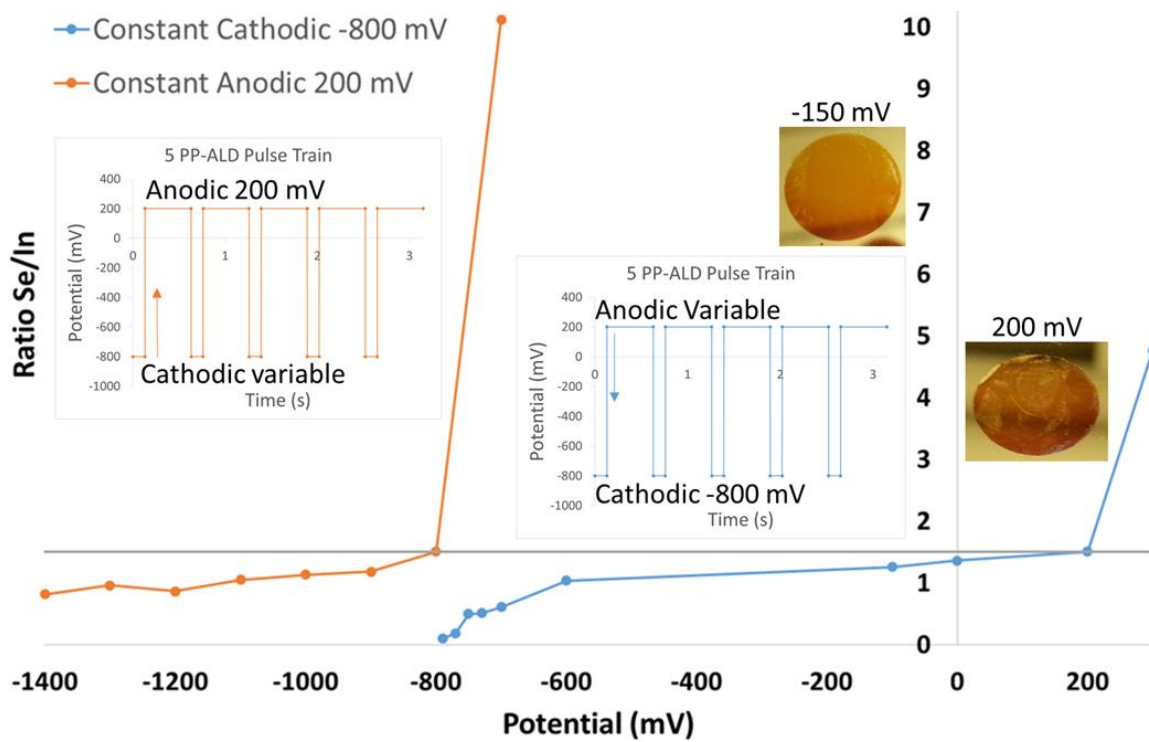 Constant Cathodic -800 mV
Constant Anodic 200 mV
Ratio Se/In
10
9
8
7
6
5
4
3
2
1
0
-1400
-1200
-1000
-800
-600
-400
-200
0
200
Potential (mV)
5 PP-ALD Pulse Train
Anodic 200 mV
400
200
0
-200
-400
-600
-800
-1000
0
1
2
3
Potential (mV)
Cathodic variable
Time (s)
5 PP-ALD Pulse Train
Anodic Variable
400
200
0
-200
-400
-600
-800
-1000
0
1
2
3
Potential (mV)
Cathodic -800 mV
Time (s)
-150 mV
200 mV